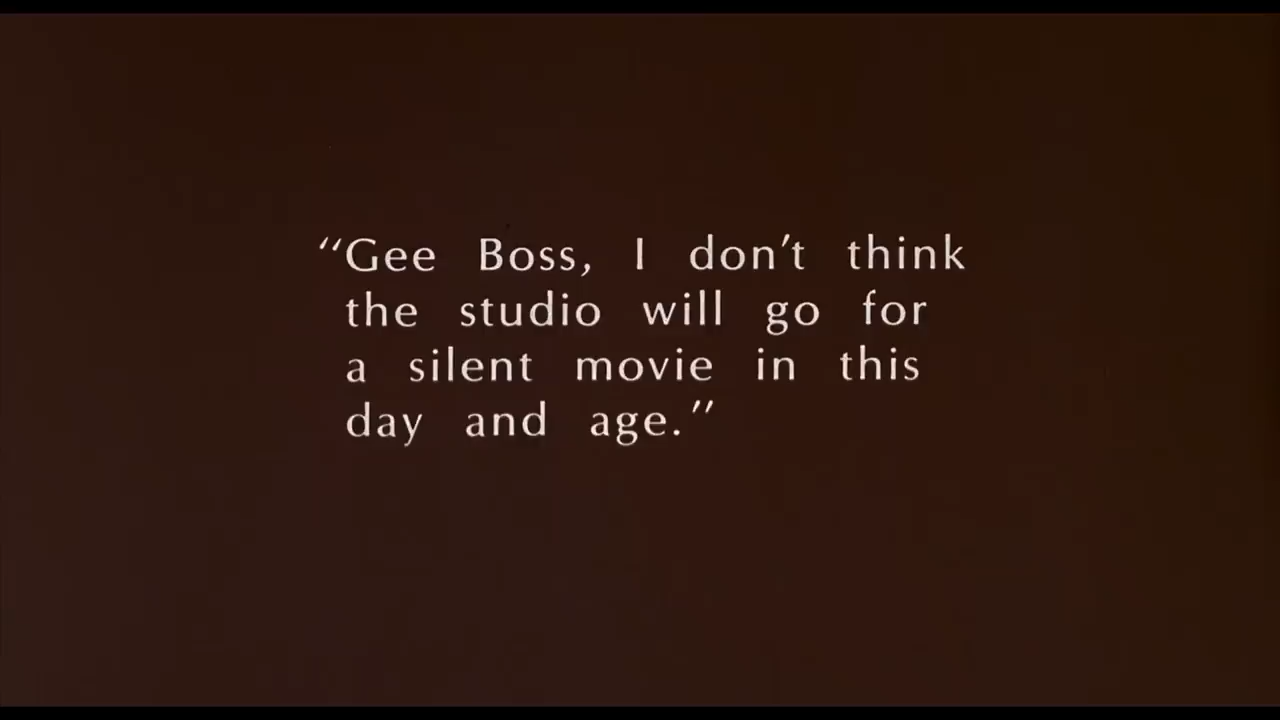 “Gee Boss, I don’t think
the studio will go for
a silent movie in this
day and age.”